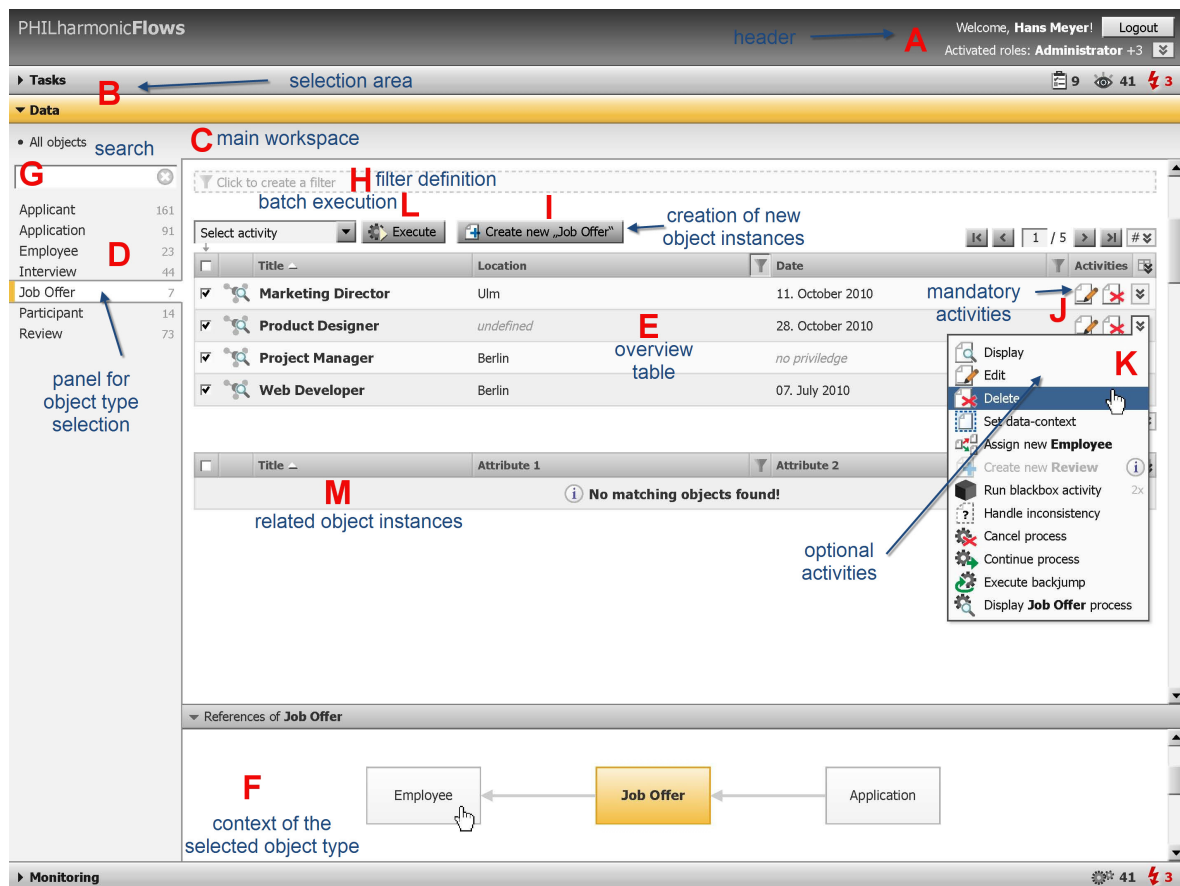 PHILharmonicFlows
header
A
Welcome, Hans Meyer! Logout
Activated roles: Administrator +3
Tasks
B
selection area
9 41 3
Data
All objects
search
C main workspace
G
Click to create a filter
H filter definition
batch execution
L
I
creation of new
object instances
Select activity
Execute
Create new „Job Offer“
1 / 5
#
Applicant 161
Application 91
Employee 23
Interview 44
Job Offer 7
Participant 14
Review 73
D
panel for
object type
selection
Title Location Date Activities
Marketing Director Ulm 11. October 2010
Product Designer undefined 28. October 2010
Project Manager Berlin no priviledge
Web Developer Berlin 07. July 2010
E
overview
table
mandatory
activities
J
K
Display
Edit
Delete
Set data-context
Assign new Employee
Create new Review i
Run blackbox activity 2x
? Handle inconsistency
Cancel process
Continue process
Execute backjump
Display Job Offer process
optional
activities
Title Attribute 1 Attribute 2
i No matching objects found!
M
related object instances
References of Job Offer
F
context of the
selected object type
Employee
Job Offer
Application
Monitoring
41 3